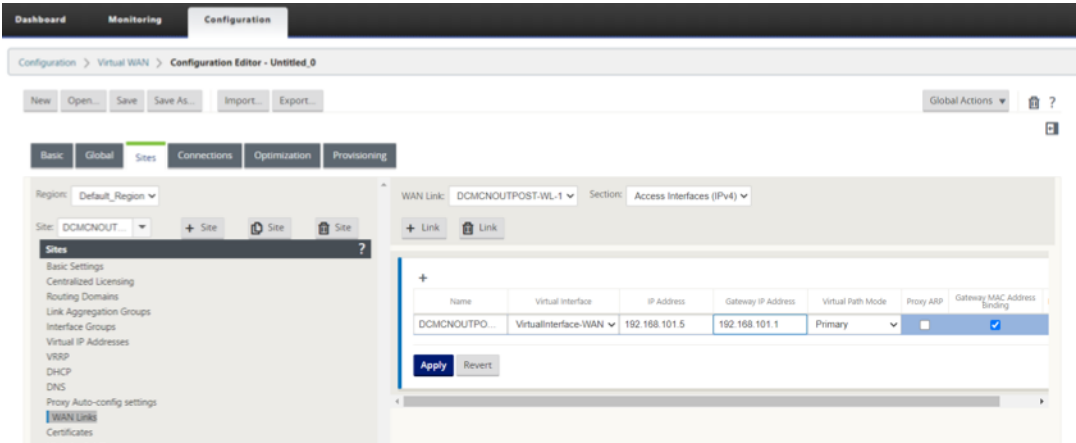 Dashboard Monitoring Configuration
Configuration > Virtual WAN > Configuration Editor - Untitled_0
New Open... Save Save As... Import... Export... Global Actions ?
Basic Global Sites Connections Optimization Provisioning
Region: Default_Region
Site: DCMCNOUT... + Site Site Site
Sites ?
Basic Settings
Centralized Licensing
Routing Domains
Link Aggregation Groups
Interface Groups
Virtual IP Addresses
VRRP
DHCP
DNS
Proxy Auto-config settings
WAN Links
Certificates
WAN Link: DCMCNOUTPOST-WL-1 Section: Access Interfaces (IPv4)
+ Link Link
+
Name Virtual Interface IP Address Gateway IP Address Virtual Path Mode Proxy ARP Gateway MAC Address Binding
DCMCNOUTPO... VirtualInterface-WAN 192.168.101.5 192.168.101.1 Primary
Apply Revert